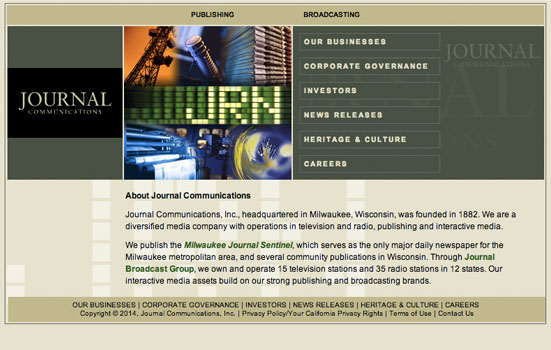 PUBLISHING BROADCASTING
JOURNAL
COMMUNICATIONS
JRN
OUR BUSINESSES
CORPORATE GOVERNANCE
INVESTORS
NEWS RELEASES
HERITAGE & CULTURE
CAREERS
JOURNAL
COMMUNICATIONS
About Journal Communications
Journal Communications, Inc., headquartered in Milwaukee, Wisconsin, was founded in 1882. We are a
diversified media company with operations in television and radio, publishing and interactive media.
We publish the Milwaukee Journal Sentinel, which serves as the only major daily newspaper for the
Milwaukee metropolitan area, and several community publications in Wisconsin. Through Journal
Broadcast Group, we own and operate 15 television stations and 35 radio stations in 12 states. Our
interactive media assets build on our strong publishing and broadcasting brands.
OUR BUSINESSES | CORPORATE GOVERNANCE | INVESTORS | NEWS RELEASES | HERITAGE & CULTURE | CAREERS
Copyright © 2014, Journal Communications, Inc. | Privacy Policy/Your California Privacy Rights | Terms of Use | Contact Us